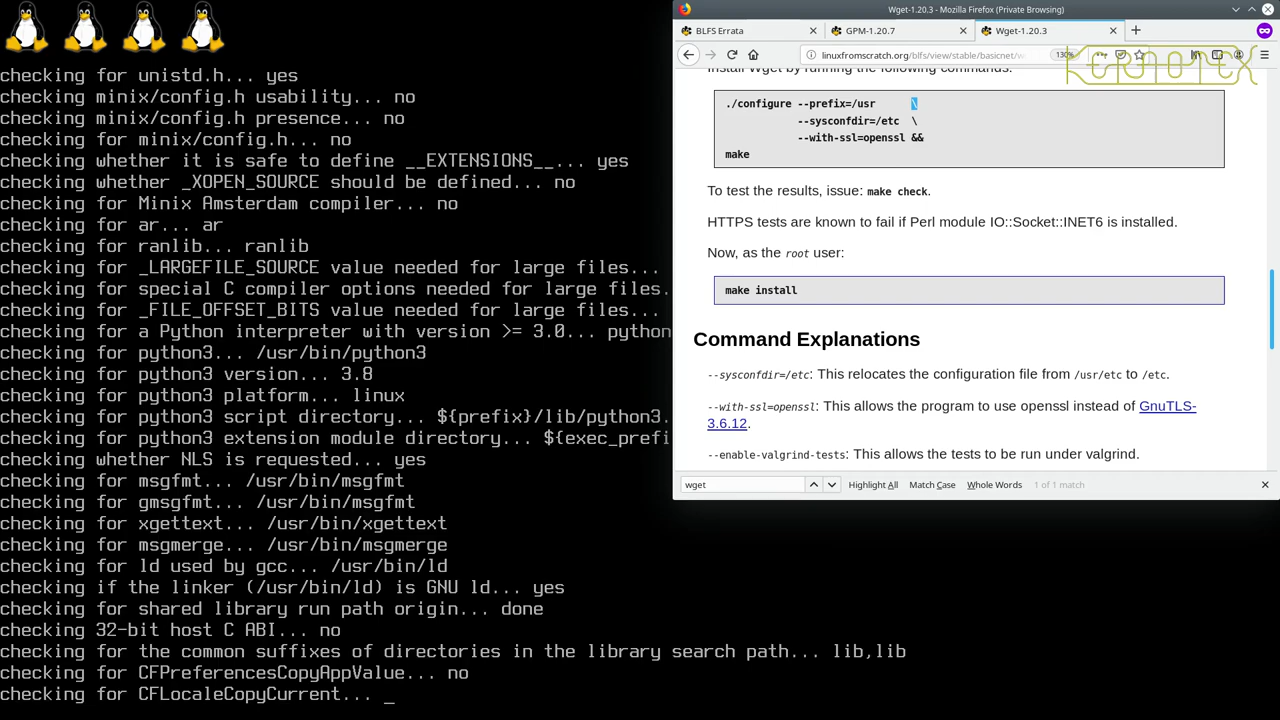 checking for unistd.h... yes
checking minix/config.h usability... no
checking minix/config.h presence... no
checking for minix/config.h... no
checking whether it is safe to define __EXTENSIONS__... yes
checking whether _XOPEN_SOURCE should be defined... no
checking for Minix Amsterdam compiler... no
checking for ar... ar
checking for ranlib... ranlib
checking for _LARGEFILE_SOURCE value needed for large files...
checking for special C compiler options needed for large files.
checking for _FILE_OFFSET_BITS value needed for large files...
checking for a Python interpreter with version >= 3.0... python
checking for python3... /usr/bin/python3
checking for python3 version... 3.8
checking for python3 platform... linux
checking for python3 script directory... ${prefix}/lib/python3.
checking for python3 extension module directory... ${exec_prefi
checking whether NLS is requested... yes
checking for msgfmt... /usr/bin/msgfmt
checking for gmsgfmt... /usr/bin/msgfmt
checking for xgettext... /usr/bin/xgettext
checking for msgmerge... /usr/bin/msgmerge
checking for ld used by gcc... /usr/bin/ld
checking if the linker (/usr/bin/ld) is GNU ld... yes
checking for shared library run path origin... done
checking 32-bit host C ABI... no
checking for the common suffixes of directories in the library search path... lib,lib
checking for CFPreferencesCopyAppValue... no
checking for CFLocaleCopyCurrent... _
Wget-1.20.3 - Mozilla Firefox (Private Browsing)
BLFS Errata
GPM-1.20.7
Wget-1.20.3
linuxfromscratch.org/blfs/view/stable/basicnet/w
130%
Install Wget by running the following commands:
./configure --prefix=/usr \
--sysconfdir=/etc \
--with-ssl=openssl &&
make
To test the results, issue: make check.
HTTPS tests are known to fail if Perl module IO::Socket::INET6 is installed.
Now, as the root user:
make install
Command Explanations
--sysconfdir=/etc: This relocates the configuration file from /usr/etc to /etc.
--with-ssl=openssl: This allows the program to use openssl instead of GnuTLS-
3.6.12.
--enable-valgrind-tests: This allows the tests to be run under valgrind.
wget
Highlight All
Match Case
Whole Words
1 of 1 match